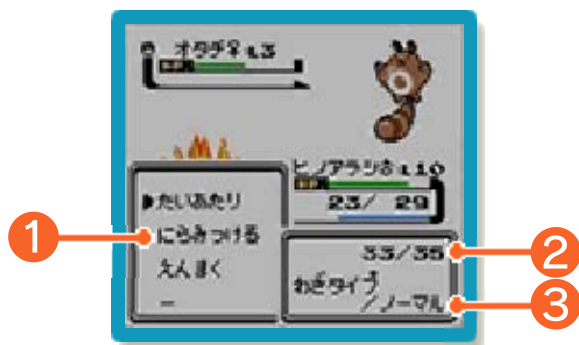 オタチ♀ L3
ヒノアラシ♂ L10
23/ 29
▶たいあたり
にらみつける
えんまく
ー
33/35
わざタイプ
/ノーマル
1
2
3